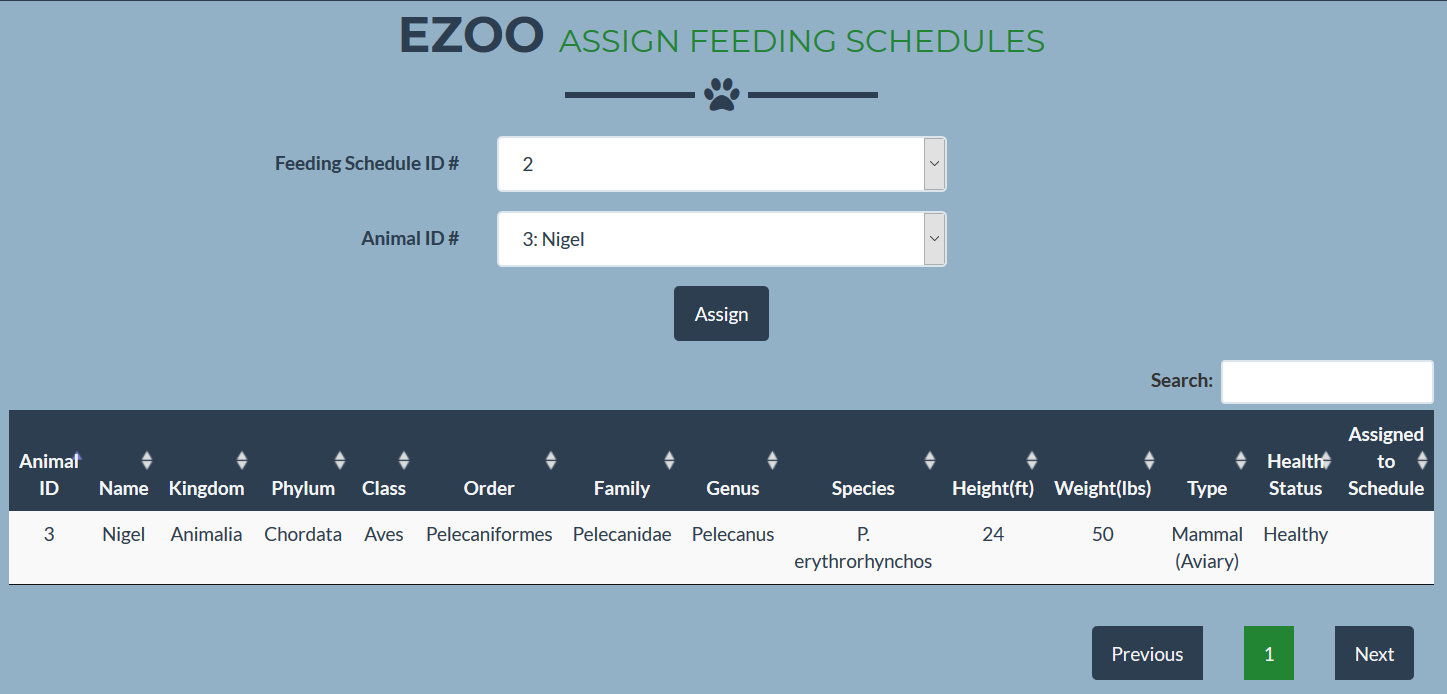 EZOO ASSIGN FEEDING SCHEDULES
Feeding Schedule ID #
2
Animal ID #
3: Nigel
Assign
Search:
Animal ID
Name
Kingdom
Phylum
Class
Order
Family
Genus
Species
Height(ft)
Weight(lbs)
Type
Health Status
Assigned to Schedule
3
Nigel
Animalia
Chordata
Aves
Pelecaniformes
Pelecanidae
Pelecanus
P. erythrorhynchos
24
50
Mammal (Aviary)
Healthy
Previous
1
Next